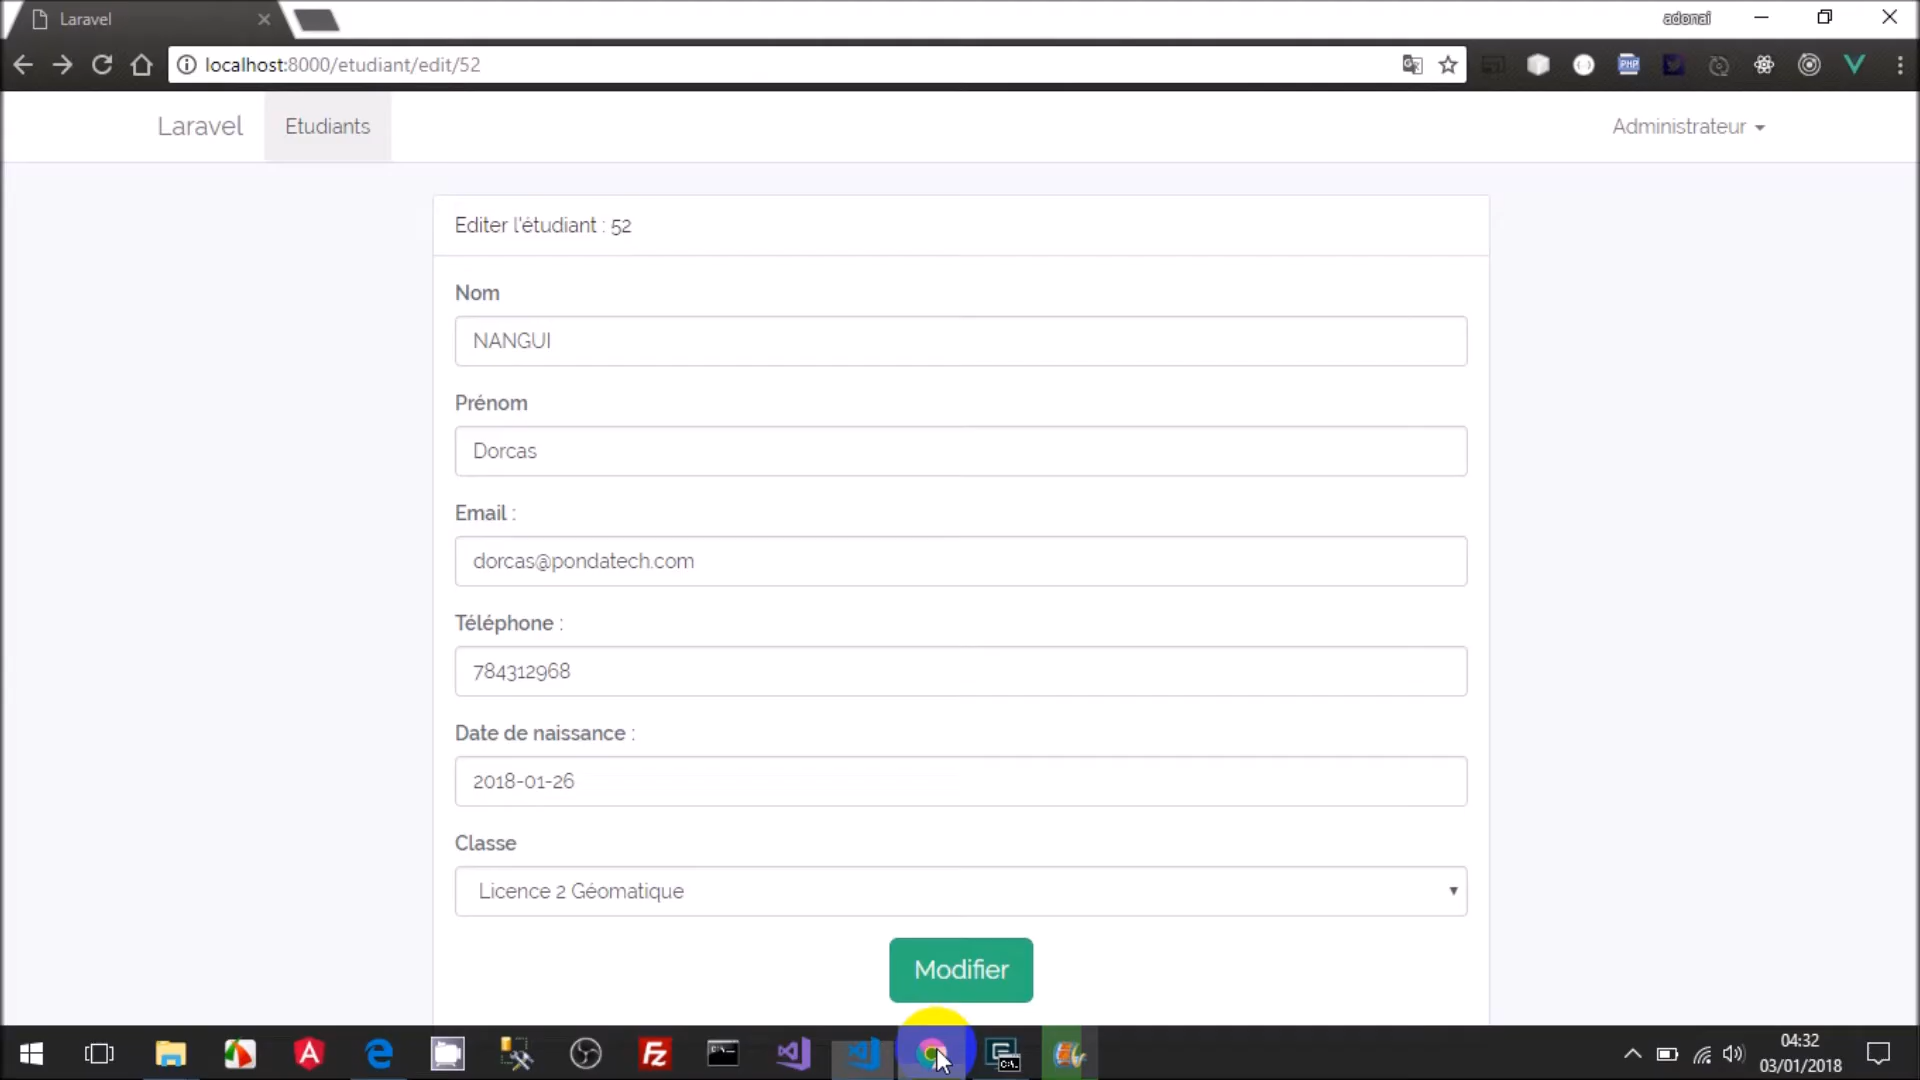 Laravel
adonai
localhost:8000/etudiant/edit/52
PHP
Laravel
Etudiants
Administrateur
Editer l'étudiant : 52
Nom
NANGUI
Prénom
Dorcas
Email :
dorcas@pondatech.com
Téléphone :
784312968
Date de naissance :
2018-01-26
Classe
Licence 2 Géomatique
Modifier
04:32
03/01/2018